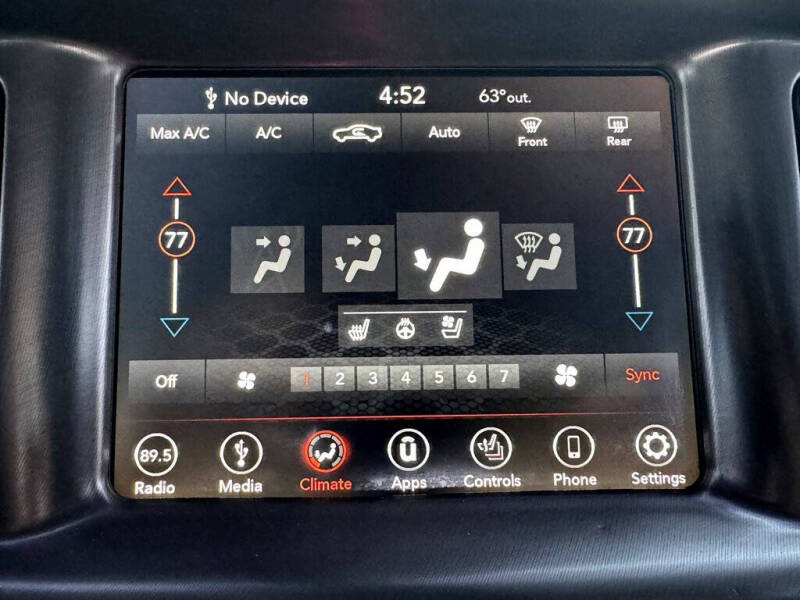 No Device 4:52 63° out.
Max A/C A/C Auto Front Rear
77 77
Off 1 2 3 4 5 6 7 Sync
89.5 ū
Radio Media Climate Apps Controls Phone Settings